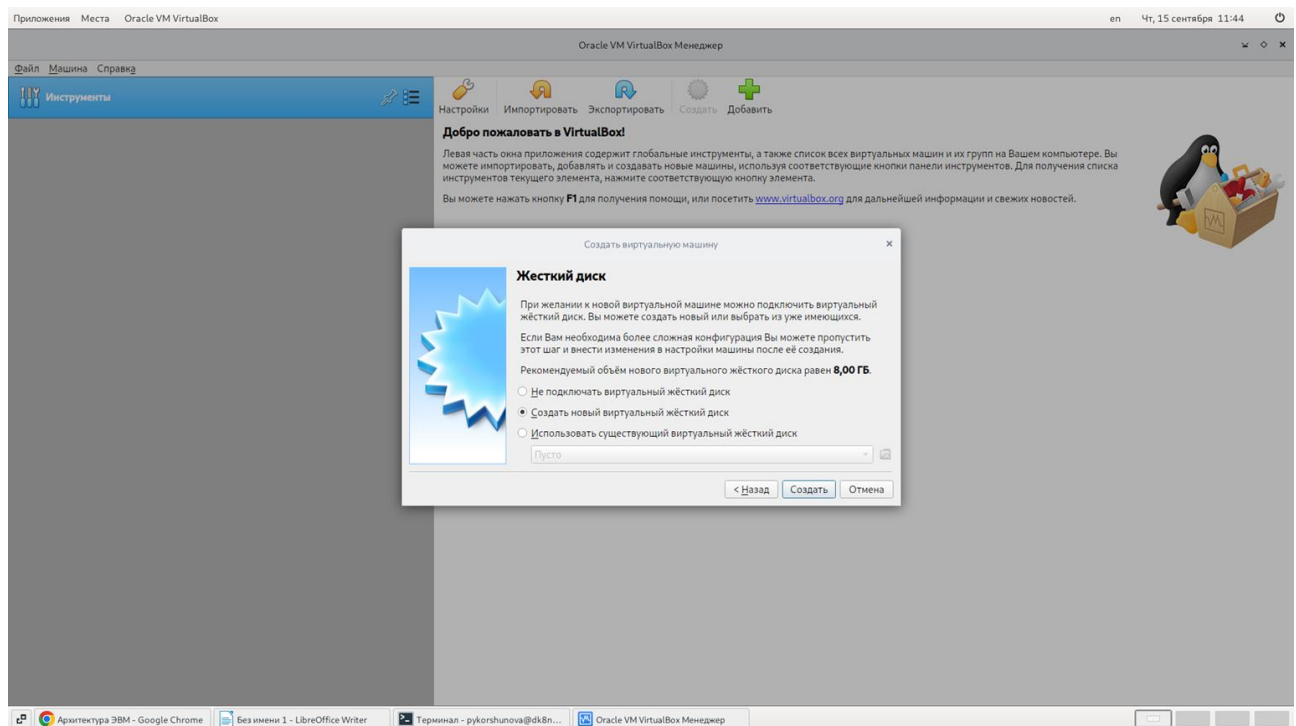 Приложения Места Oracle VM VirtualBox en Чт, 15 сентября 11:44
Oracle VM VirtualBox Менеджер
Файл Машина Справка
Инструменты
Настройки Импортировать Экспортировать Создать Добавить
Добро пожаловать в VirtualBox!
Левая часть окна приложения содержит глобальные инструменты, а также список всех виртуальных машин и их групп на Вашем компьютере. Вы
можете импортировать, добавлять и создавать новые машины, используя соответствующие кнопки панели инструментов. Для получения списка
инструментов текущего элемента, нажмите соответствующую кнопку элемента.
Вы можете нажать кнопку F1 для получения помощи, или посетить www.virtualbox.org для дальнейшей информации и свежих новостей.
Создать виртуальную машину
Жесткий диск
При желании к новой виртуальной машине можно подключить виртуальный
жёсткий диск. Вы можете создать новый или выбрать из уже имеющихся.
Если Вам необходима более сложная конфигурация Вы можете пропустить
этот шаг и внести изменения в настройки машины после её создания.
Рекомендуемый объём нового виртуального жёсткого диска равен 8,00 ГБ.
Не подключать виртуальный жёсткий диск
Создать новый виртуальный жёсткий диск
Использовать существующий виртуальный жёсткий диск
Пусто
< Назад Создать Отмена
Архитектура ЭВМ - Google Chrome Без имени 1 - LibreOffice Writer Терминал - pykorshunova@dk8n... Oracle VM VirtualBox Менеджер